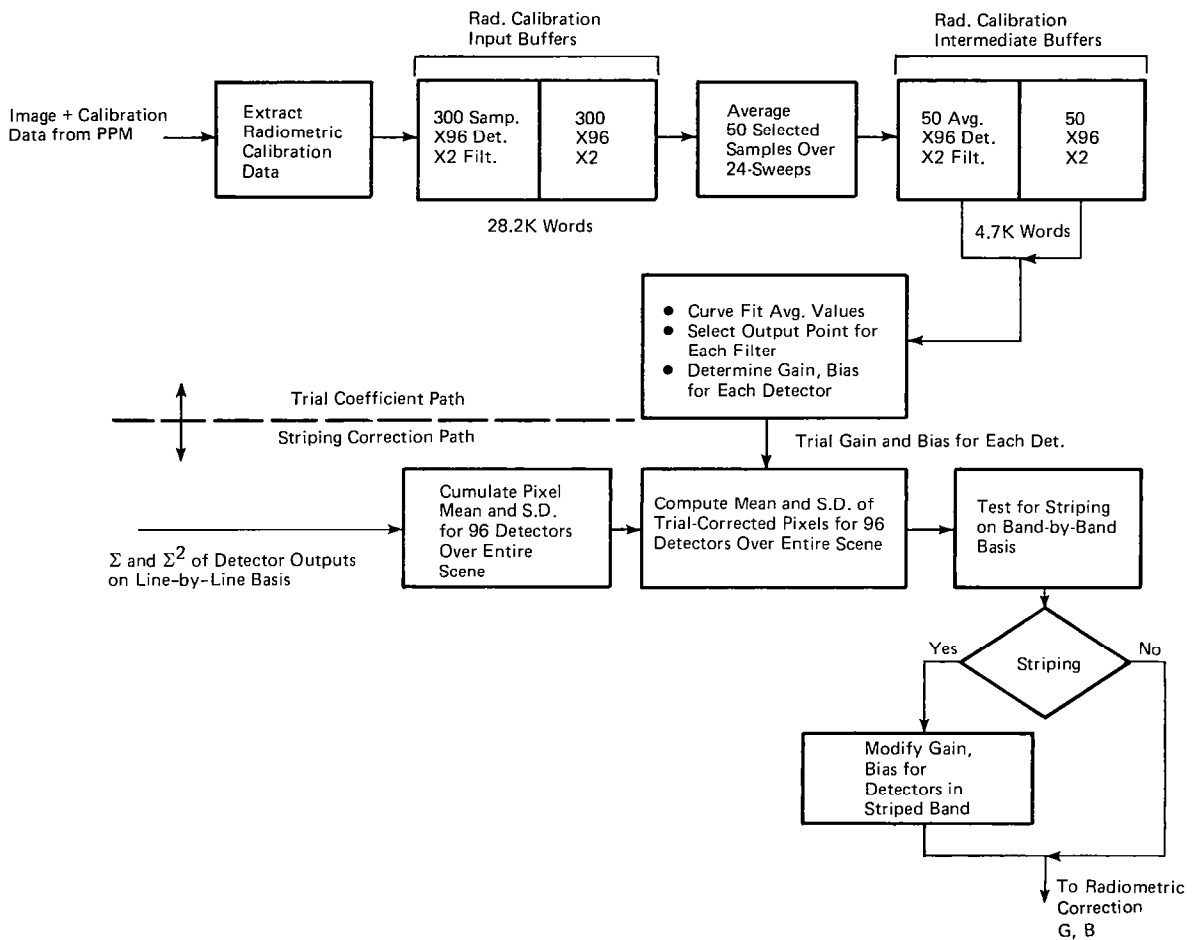 Rad. Calibration
Input Buffers
Rad. Calibration
Intermediate Buffers
Image + Calibration
Data from PPM
Extract
Radiometric
Calibration
Data
300 Samp.
X96 Det.
X2 Filt.
300
X96
X2
Average
50 Selected
Samples Over
24-Sweeps
50 Avg.
X96 Det.
X2 Filt.
50
X96
X2
28.2K Words
4.7K Words
● Curve Fit Avg. Values
● Select Output Point for
Each Filter
● Determine Gain, Bias
for Each Detector
Trial Coefficient Path
Striping Correction Path
Trial Gain and Bias for Each Det.
Σ and Σ² of Detector Outputs
on Line-by-Line Basis
Cumulate Pixel
Mean and S.D.
for 96 Detectors
Over Entire
Scene
Compute Mean and S.D. of
Trial-Corrected Pixels for 96
Detectors Over Entire Scene
Test for Striping
on Band-by-Band
Basis
Yes
Striping
No
Modify Gain,
Bias for
Detectors in
Striped Band
To Radiometric
Correction
G, B